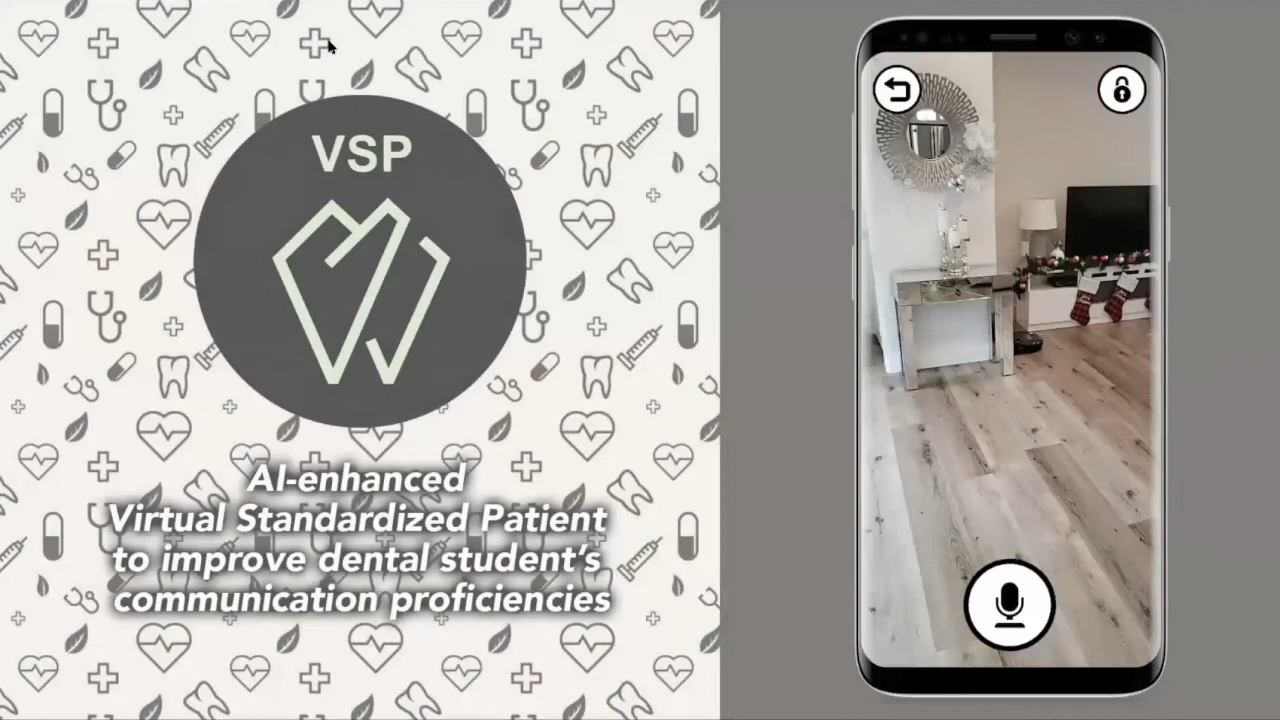 VSP
AI-enhanced
Virtual Standardized Patient
to improve dental student's
communication proficiencies